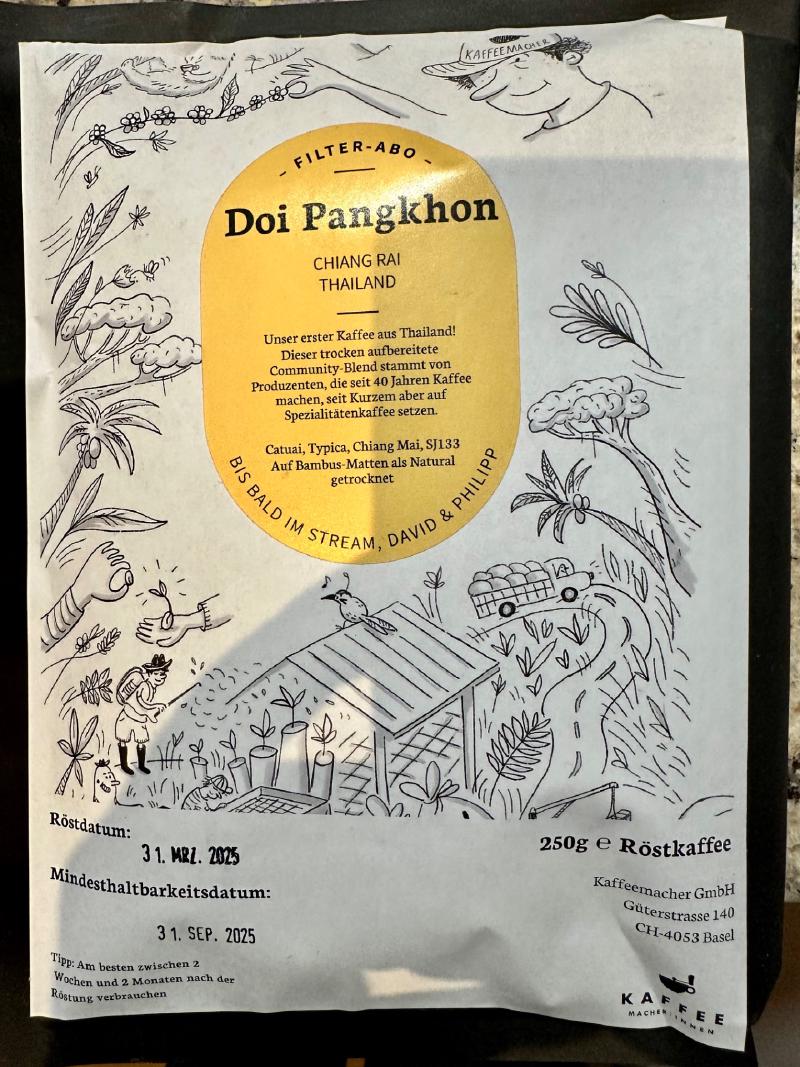 KAFFEEMACHER
- FILTER-ABO -
Doi Pangkhon
CHIANG RAI
THAILAND
Unser erster Kaffee aus Thailand!
Dieser trocken aufbereitete
Community-Blend stammt von
Produzenten, die seit 40 Jahren Kaffee
machen, seit Kurzem aber auf
Spezialitätenkaffee setzen.
Catuai, Typica, Chiang Mai, SJ133
Auf Bambus-Matten als Natural
getrocknet
BIS BALD IM STREAM, DAVID & PHILIPP
Röstdatum:
31. MRZ. 2025
Mindesthaltbarkeitsdatum:
31. SEP. 2025
Tipp: Am besten zwischen 2
Wochen und 2 Monaten nach der
Röstung verbrauchen
250g ℮ Röstkaffee
Kaffeemacher GmbH
Güterstrasse 140
CH-4053 Basel
KAFFEE
MACHER:INNEN